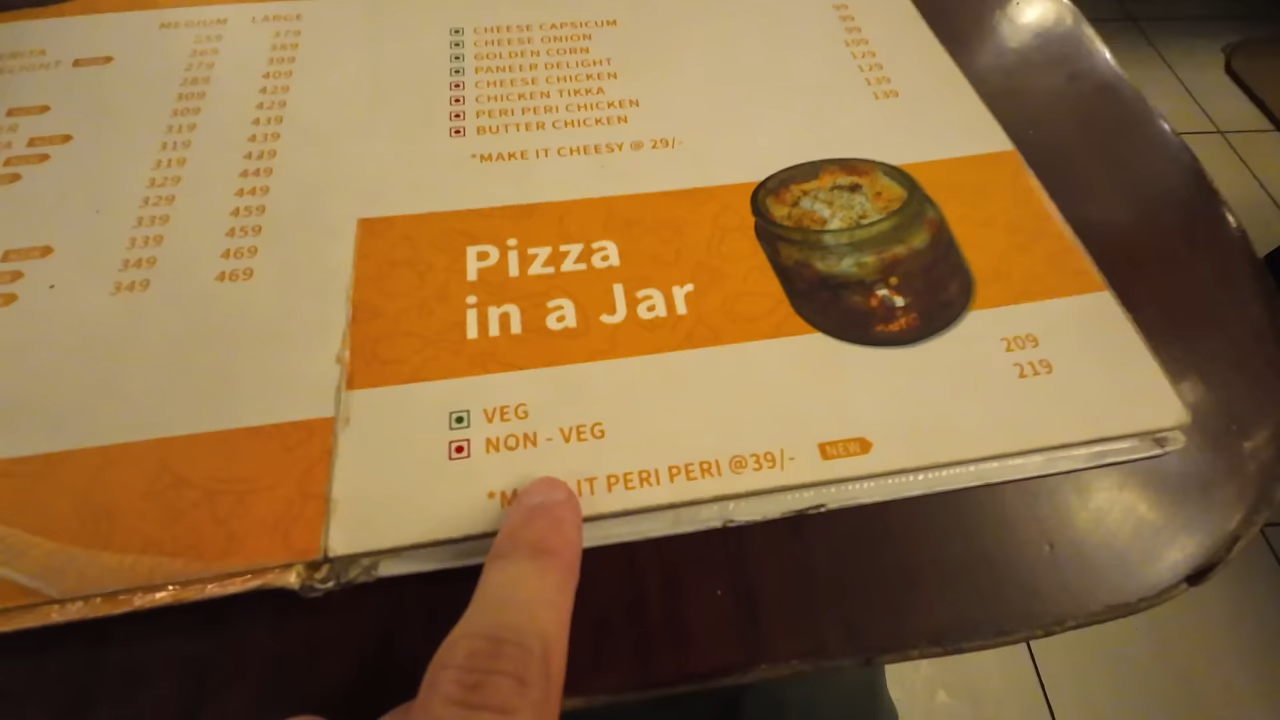 MEDIUM LARGE
259 379
269 389
279 399
289 409
309 429
309 429
319 439
319 439
319 439
329 449
329 449
339 459
339 459
349 469
349 469
CHEESE CAPSICUM 99
CHEESE ONION 99
GOLDEN CORN 99
PANEER DELIGHT 109
CHEESE CHICKEN 129
CHICKEN TIKKA 129
PERI PERI CHICKEN 139
BUTTER CHICKEN 139
*MAKE IT CHEESY @ 29/-
Pizza
in a Jar
VEG 209
NON - VEG 219
IT PERI PERI @39/- NEW